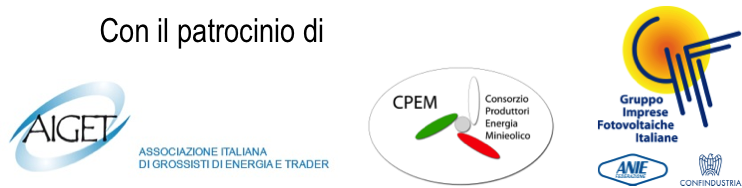 Con il patrocinio di
AIGET
ASSOCIAZIONE ITALIANA
DI GROSSISTI DI ENERGIA E TRADER
CPEM
Consorzio
Produttori
Energia
Minieolico
Gruppo
Imprese
Fotovoltaiche
Italiane
ANIE
FEDERAZIONE
CONFINDUSTRIA